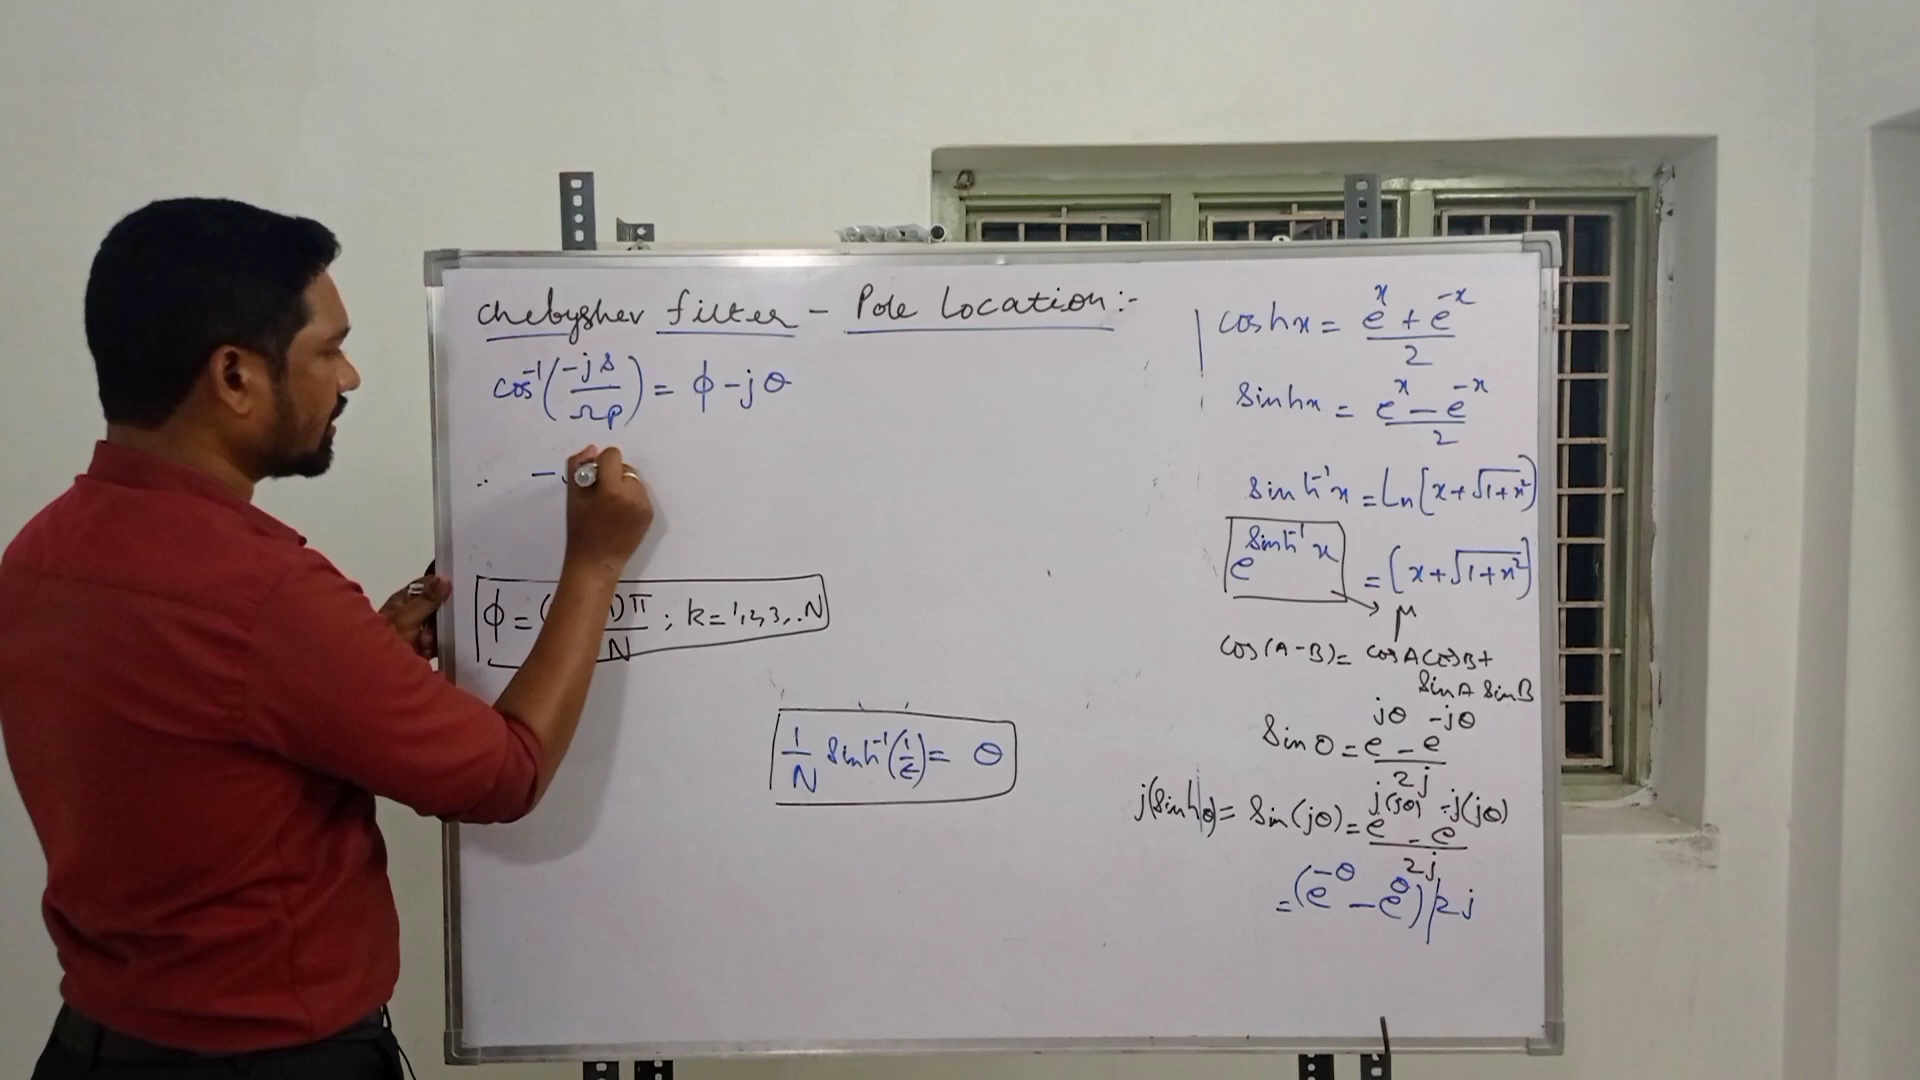 Chebyshev filter - Pole Location:-
cos⁻¹(-js/Ωp) = ϕ - jθ
∴ -
ϕ = ( )π/N ; k = 1,2,3,..N
1/N Sinh⁻¹(1/ε) = θ
coshx = (e^x + e^-x)/2
Sinhx = (e^x - e^-x)/2
Sinh⁻¹x = Ln[x+√(1+x²)]
e^(Sinh⁻¹x) = [x+√(1+x²)]
μ
Cos(A-B) = CosACosB+
SinA SinB
Sinθ = (e^jθ - e^-jθ)/2j
j(Sinhθ) = Sin(jθ) = (e^j(jθ) - e^-j(jθ))/2j
= (e^-θ - e^θ)/2j